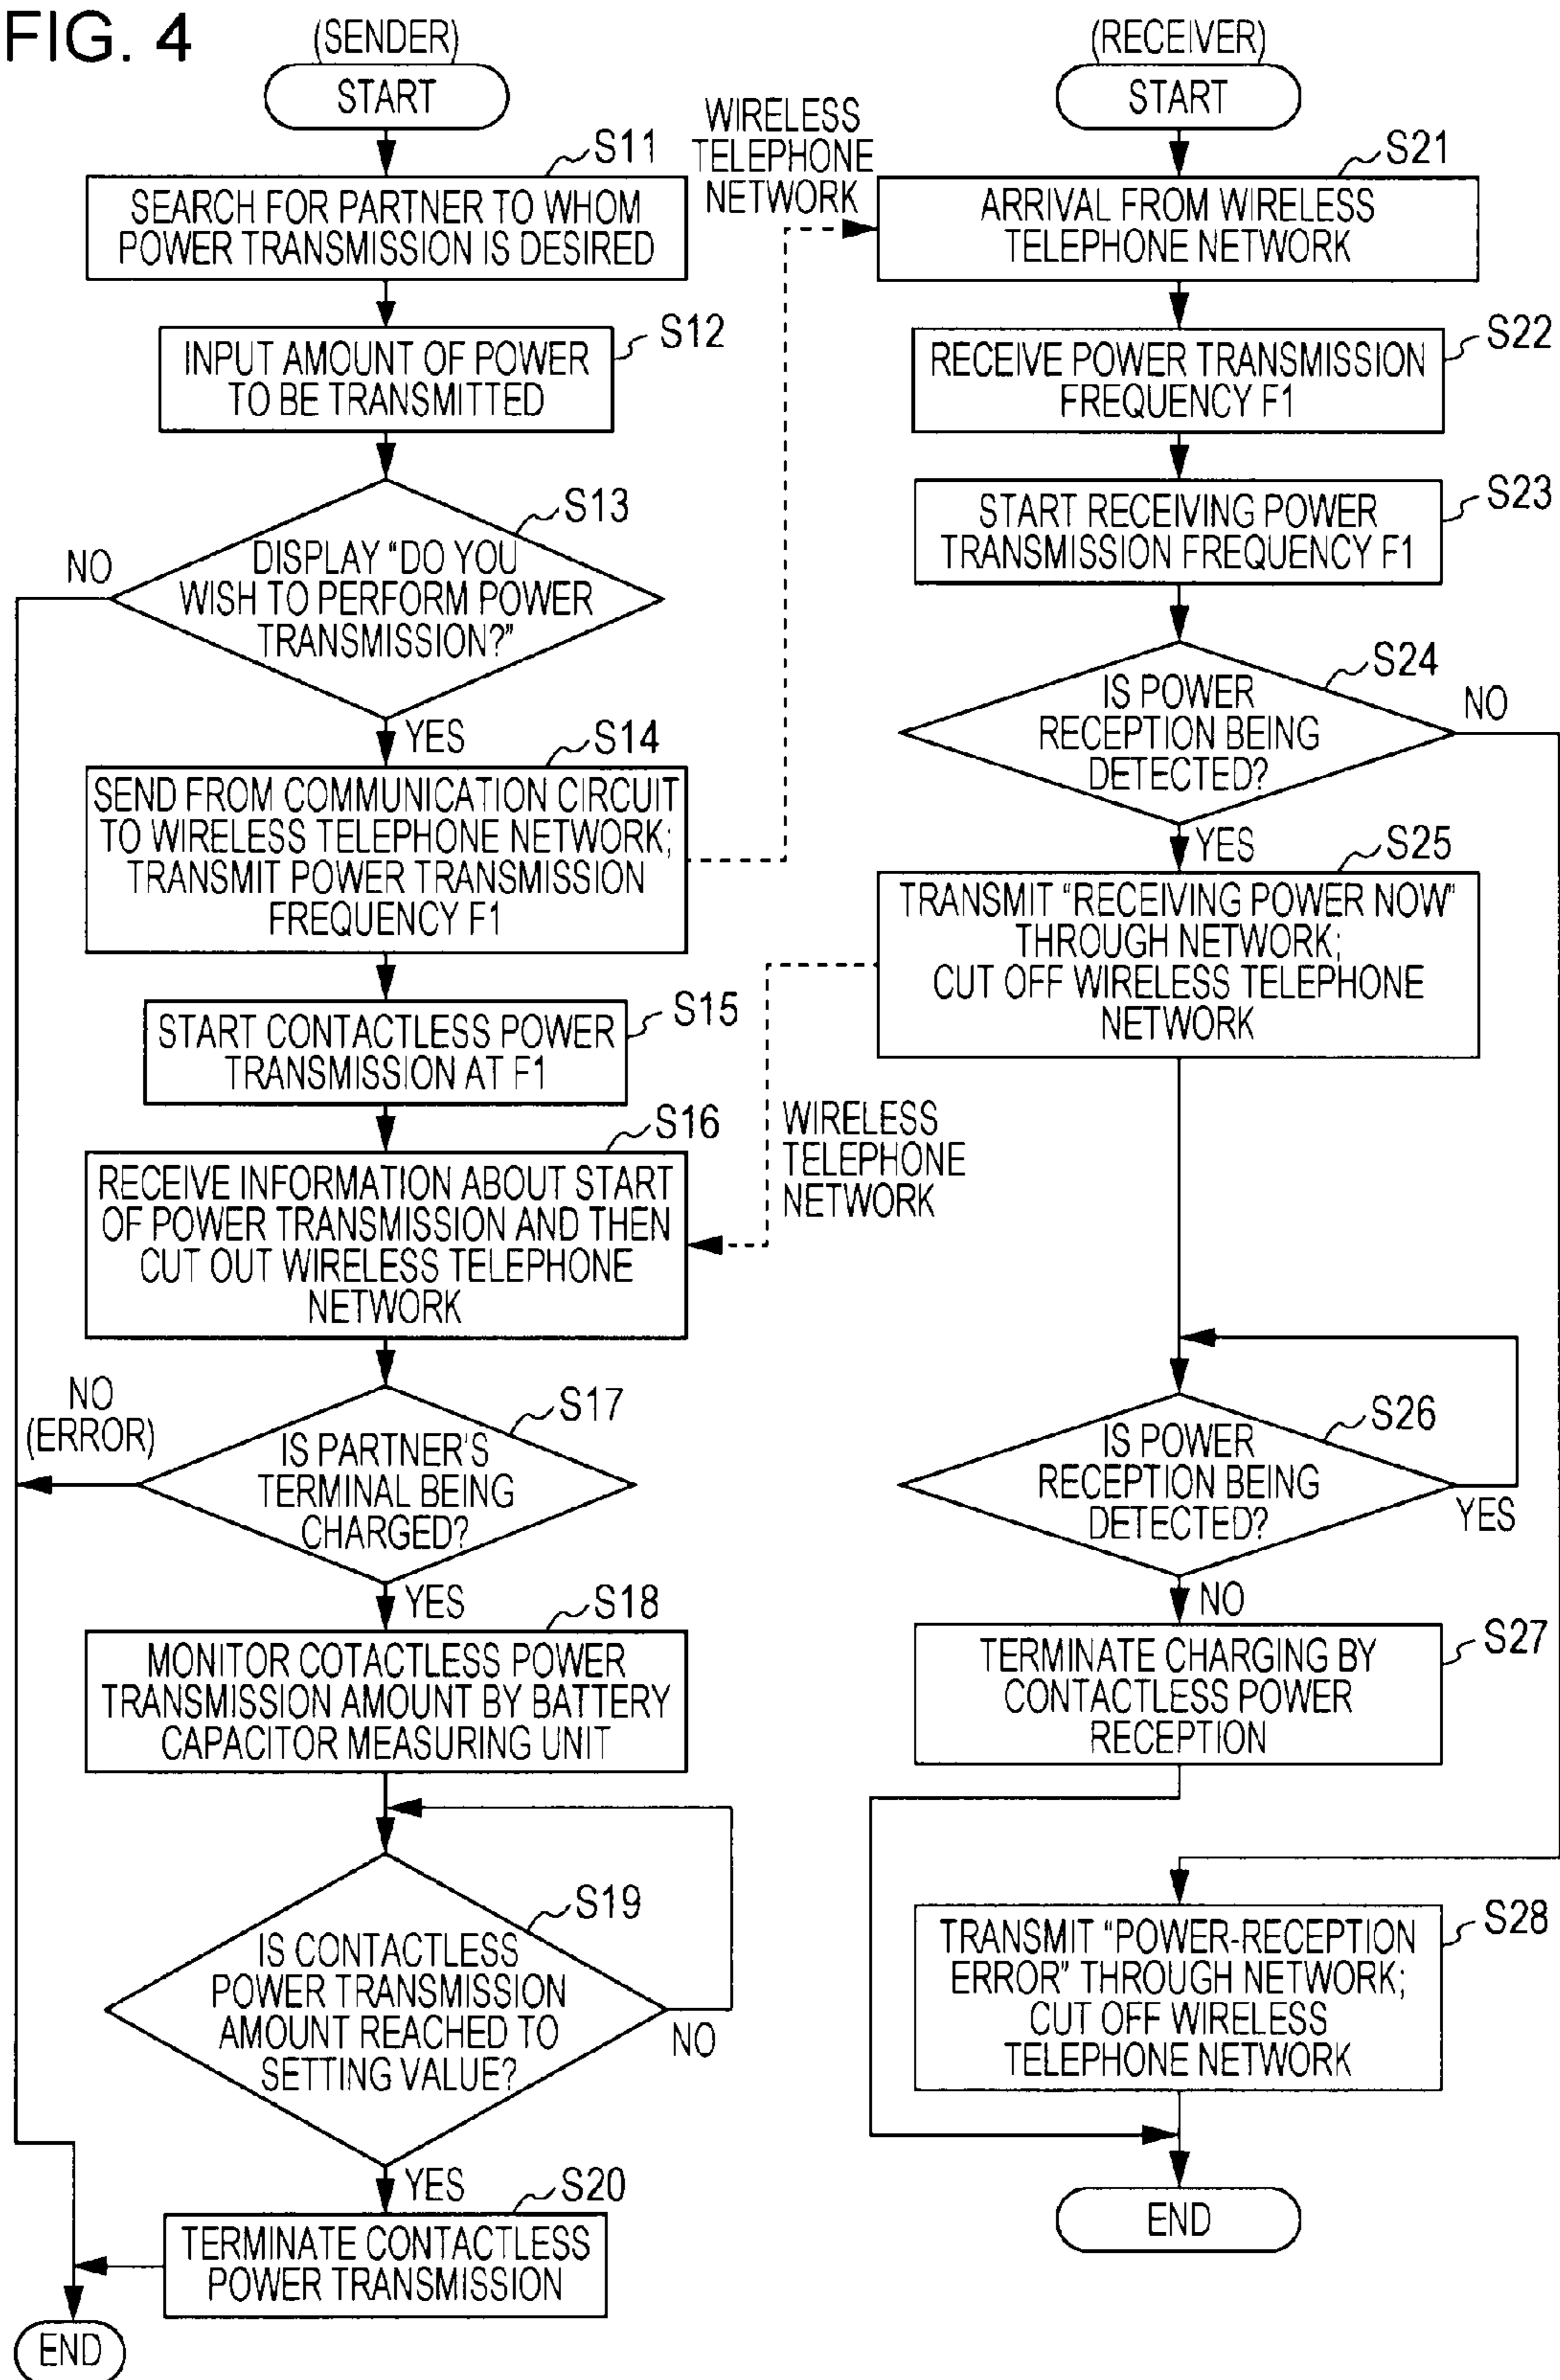 FIG. 4
(SENDER)
START
S11
SEARCH FOR PARTNER TO WHOM
POWER TRANSMISSION IS DESIRED
S12
INPUT AMOUNT OF POWER
TO BE TRANSMITTED
S13
DISPLAY "DO YOU
WISH TO PERFORM POWER
TRANSMISSION?"
NO
YES
S14
SEND FROM COMMUNICATION CIRCUIT
TO WIRELESS TELEPHONE NETWORK;
TRANSMIT POWER TRANSMISSION
FREQUENCY F1
S15
START CONTACTLESS POWER
TRANSMISSION AT F1
S16
RECEIVE INFORMATION ABOUT START
OF POWER TRANSMISSION AND THEN
CUT OUT WIRELESS TELEPHONE
NETWORK
NO
(ERROR)
S17
IS PARTNER'S
TERMINAL BEING
CHARGED?
YES
S18
MONITOR COTACTLESS POWER
TRANSMISSION AMOUNT BY BATTERY
CAPACITOR MEASURING UNIT
S19
IS CONTACTLESS
POWER TRANSMISSION
AMOUNT REACHED TO
SETTING VALUE?
NO
YES
S20
TERMINATE CONTACTLESS
POWER TRANSMISSION
END
WIRELESS
TELEPHONE
NETWORK
WIRELESS
TELEPHONE
NETWORK
(RECEIVER)
START
S21
ARRIVAL FROM WIRELESS
TELEPHONE NETWORK
S22
RECEIVE POWER TRANSMISSION
FREQUENCY F1
S23
START RECEIVING POWER
TRANSMISSION FREQUENCY F1
S24
IS POWER
RECEPTION BEING
DETECTED?
NO
YES
S25
TRANSMIT "RECEIVING POWER NOW"
THROUGH NETWORK;
CUT OFF WIRELESS TELEPHONE
NETWORK
S26
IS POWER
RECEPTION BEING
DETECTED?
YES
NO
S27
TERMINATE CHARGING BY
CONTACTLESS POWER
RECEPTION
S28
TRANSMIT "POWER-RECEPTION
ERROR" THROUGH NETWORK;
CUT OFF WIRELESS
TELEPHONE NETWORK
END